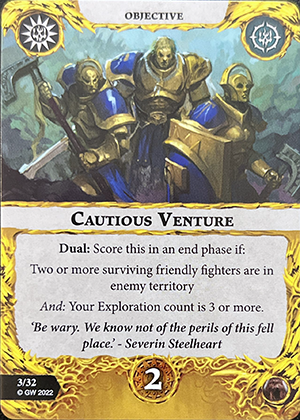 OBJECTIVE
CAUTIOUS VENTURE
Dual: Score this in an end phase if:
Two or more surviving friendly fighters are in
enemy territory
And: Your Exploration count is 3 or more.
‘Be wary. We know not of the perils of this fell
place.’ - Severin Steelheart
3/32
© GW 2022
2